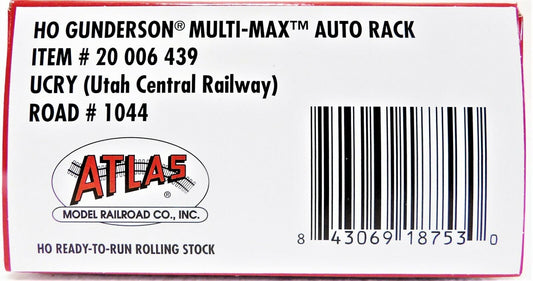 HO GUNDERSON® MULTI-MAX™ AUTO RACK
ITEM # 20 006 439
UCRY (Utah Central Railway)
ROAD # 1044
ATLAS ®
MODEL RAILROAD CO., INC.
HO READY-TO-RUN ROLLING STOCK
8 43069 18753 0